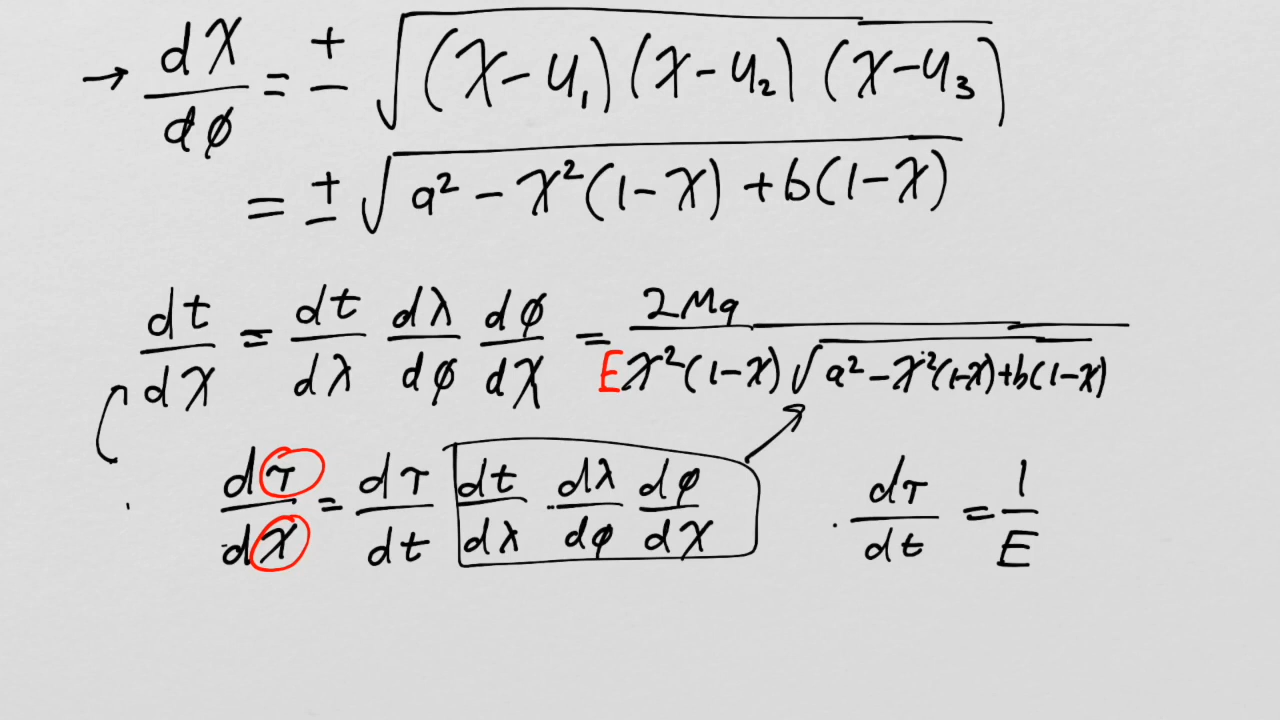 → dχ/dϕ = ± √((χ-u₁)(χ-u₂)(χ-u₃))
= ± √(a² - χ²(1-χ) + b(1-χ))
dt/dχ = dt/dλ dλ/dϕ dϕ/dχ = 2Mq/(Eχ²(1-χ)√(a²-χ²(1-χ)+b(1-χ)))
dτ/dχ = dτ/dt dt/dλ · dλ/dϕ dϕ/dχ · dτ/dt = 1/E